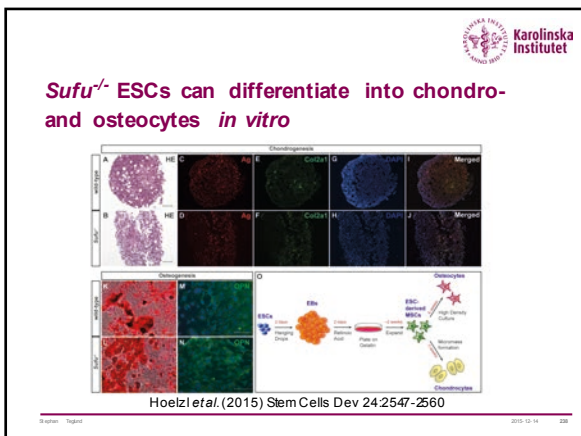 Karolinska
Institutet
ANNO 1810
Sufu-/- ESCs can differentiate into chondro-
and osteocytes in vitro
Chondrogenesis
wild-type
A HE C Ag E Col2a1 G DAPI I Merged
Sufu-/-
B HE D Ag F Col2a1 H DAPI J Merged
Osteogenesis
wild-type
K M OPN
Sufu-/-
L N OPN
O
ESCs
Hanging
Drops
EBs
Retinoic
Acid
Plate on
Gelatin
Expand
ESC-
derived
MSCs
Osteocytes
High Density
Culture
Micromass
formation
Chondrocytes
Hoelzl et al. (2015) Stem Cells Dev 24:2547-2560
Stephan Teglund
2015-12-14